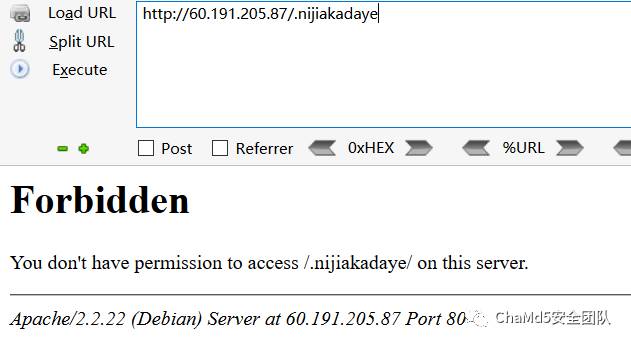 Load URL
http://60.191.205.87/.nijiakadaye
Split URL
Execute
Post Referrer 0xHEX %URL
Forbidden
You don't have permission to access /.nijiakadaye/ on this server.
Apache/2.2.22 (Debian) Server at 60.191.205.87 Port 80
ChaMd5安全团队